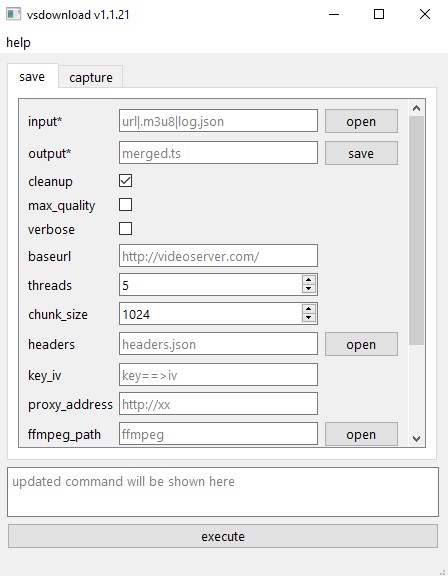 vsdownload v1.1.21
help
save capture
input* url|.m3u8|log.json open
output* merged.ts save
cleanup
max_quality
verbose
baseurl http://videoserver.com/
threads 5
chunk_size 1024
headers headers.json open
key_iv key==>iv
proxy_address http://xx
ffmpeg_path ffmpeg open
updated command will be shown here
execute